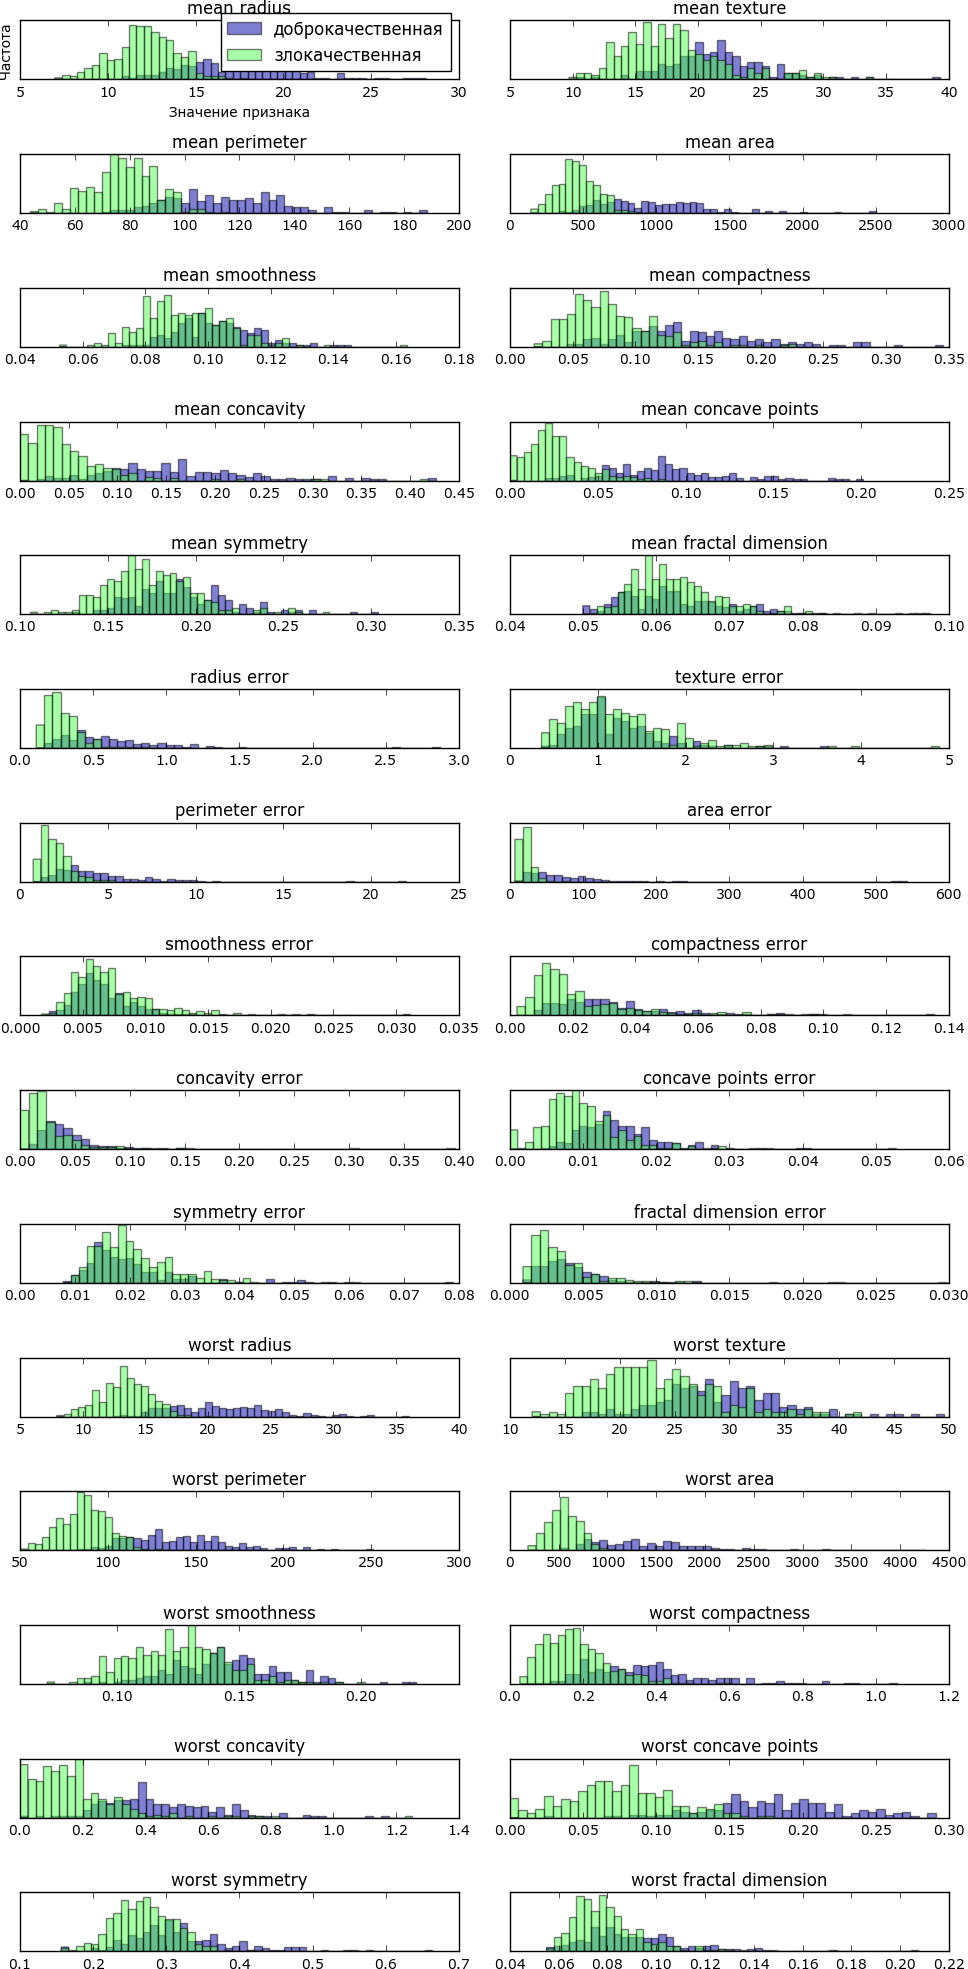 mean radius
mean texture
доброкачественная
злокачественная
Частота
5 10 15 20 25 30
5 10 15 20 25 30 35 40
Значение признака
mean perimeter
mean area
40 60 80 100 120 140 160 180 200
0 500 1000 1500 2000 2500 3000
mean smoothness
mean compactness
0.04 0.06 0.08 0.10 0.12 0.14 0.16 0.18
0.00 0.05 0.10 0.15 0.20 0.25 0.30 0.35
mean concavity
mean concave points
0.00 0.05 0.10 0.15 0.20 0.25 0.30 0.35 0.40 0.45
0.00 0.05 0.10 0.15 0.20 0.25
mean symmetry
mean fractal dimension
0.10 0.15 0.20 0.25 0.30 0.35
0.04 0.05 0.06 0.07 0.08 0.09 0.10
radius error
texture error
0.0 0.5 1.0 1.5 2.0 2.5 3.0
0 1 2 3 4 5
perimeter error
area error
0 5 10 15 20 25
0 100 200 300 400 500 600
smoothness error
compactness error
0.000 0.005 0.010 0.015 0.020 0.025 0.030 0.035
0.00 0.02 0.04 0.06 0.08 0.10 0.12 0.14
concavity error
concave points error
0.00 0.05 0.10 0.15 0.20 0.25 0.30 0.35 0.40
0.00 0.01 0.02 0.03 0.04 0.05 0.06
symmetry error
fractal dimension error
0.00 0.01 0.02 0.03 0.04 0.05 0.06 0.07 0.08
0.000 0.005 0.010 0.015 0.020 0.025 0.030
worst radius
worst texture
5 10 15 20 25 30 35 40
10 15 20 25 30 35 40 45 50
worst perimeter
worst area
50 100 150 200 250 300
0 500 1000 1500 2000 2500 3000 3500 4000 4500
worst smoothness
worst compactness
0.10 0.15 0.20
0.0 0.2 0.4 0.6 0.8 1.0 1.2
worst concavity
worst concave points
0.0 0.2 0.4 0.6 0.8 1.0 1.2 1.4
0.00 0.05 0.10 0.15 0.20 0.25 0.30
worst symmetry
worst fractal dimension
0.1 0.2 0.3 0.4 0.5 0.6 0.7
0.04 0.06 0.08 0.10 0.12 0.14 0.16 0.18 0.20 0.22